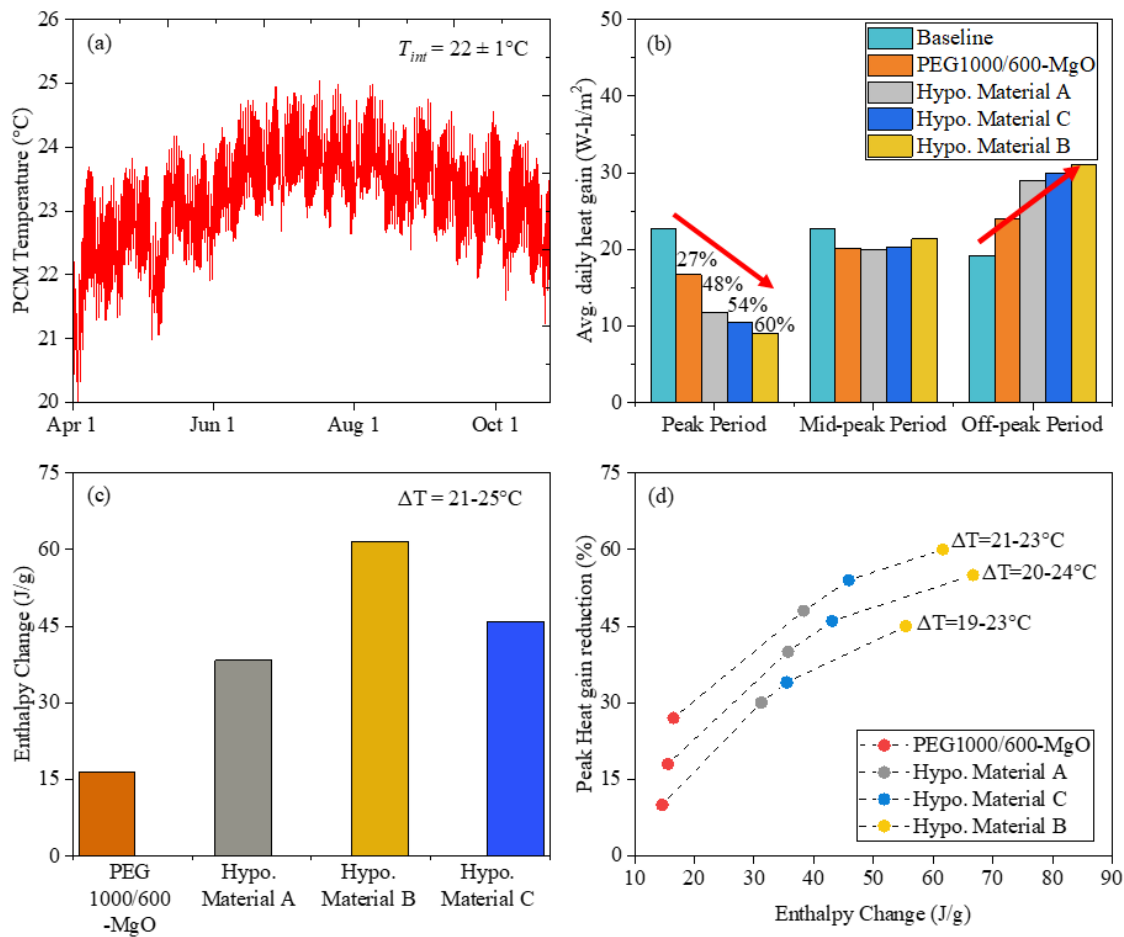 (a)
T_int = 22 ± 1°C
26
25
24
23
22
21
20
PCM Temperature (°C)
Apr 1
Jun 1
Aug 1
Oct 1
(b)
Baseline
PEG1000/600-MgO
Hypo. Material A
Hypo. Material C
Hypo. Material B
50
40
30
20
10
0
Avg. daily heat gain (W-h/m²)
27%
48%
54%
60%
Peak Period
Mid-peak Period
Off-peak Period
(c)
ΔT = 21-25°C
75
60
45
30
15
0
Enthalpy Change (J/g)
PEG
1000/600
-MgO
Hypo.
Material A
Hypo.
Material B
Hypo.
Material C
(d)
75
60
45
30
15
0
Peak Heat gain reduction (%)
ΔT=21-23°C
ΔT=20-24°C
ΔT=19-23°C
PEG1000/600-MgO
Hypo. Material A
Hypo. Material C
Hypo. Material B
10
20
30
40
50
60
70
80
90
Enthalpy Change (J/g)